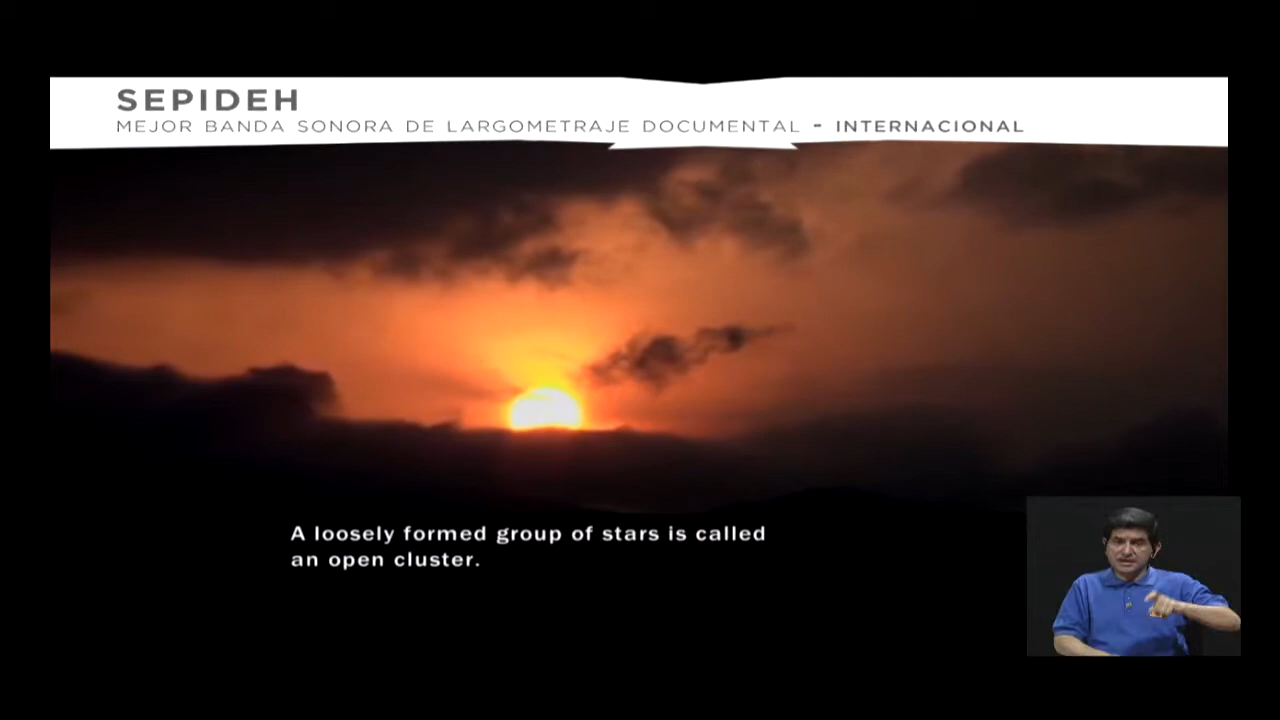 SEPIDEH
MEJOR BANDA SONORA DE LARGOMETRAJE DOCUMENTAL - INTERNACIONAL
A loosely formed group of stars is called
an open cluster.